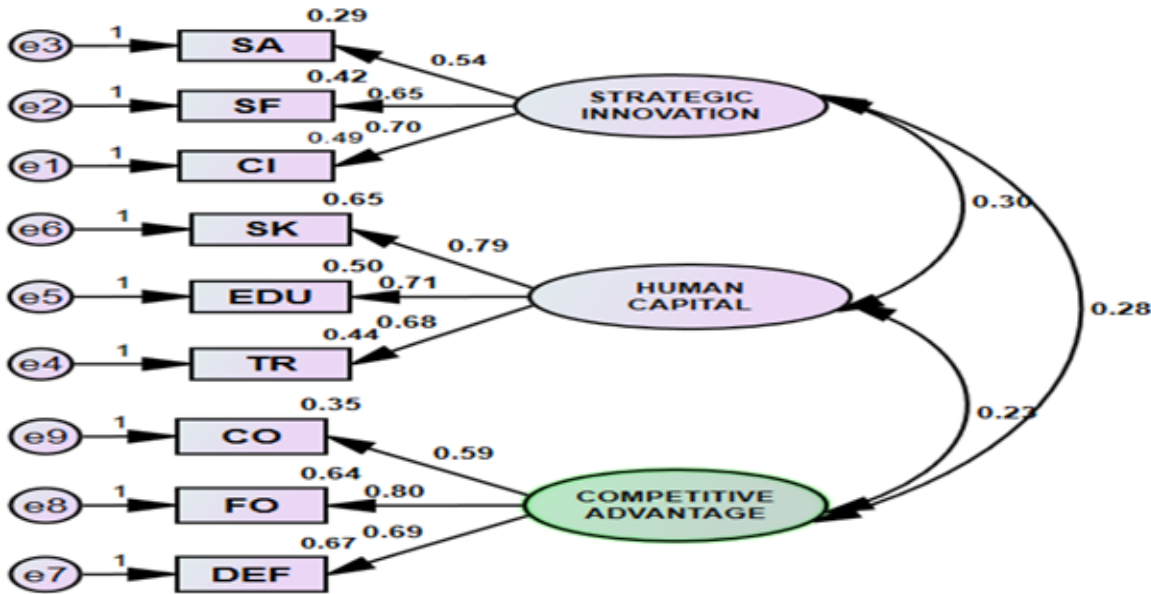 0.29
e3 1 SA
0.54
0.42
e2 1 SF 0.65 STRATEGIC
INNOVATION
0.70
0.49
e1 1 CI
0.30
0.65
e6 1 SK
0.79
0.50
e5 1 EDU 0.71 HUMAN
CAPITAL
0.28
0.68
0.44
e4 1 TR
0.35
0.23
e9 1 CO
0.59
0.64
e8 1 FO 0.80 COMPETITIVE
ADVANTAGE
0.69
0.67
e7 1 DEF